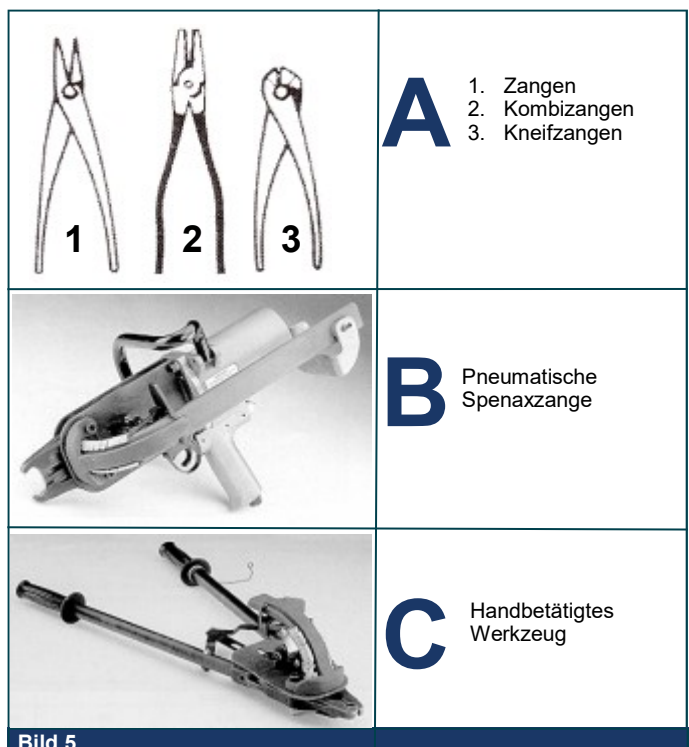 1 2 3
A
1. Zangen
2. Kombizangen
3. Kneifzangen
B
Pneumatische
Spenaxzange
C
Handbetätigtes
Werkzeug
Bild 5